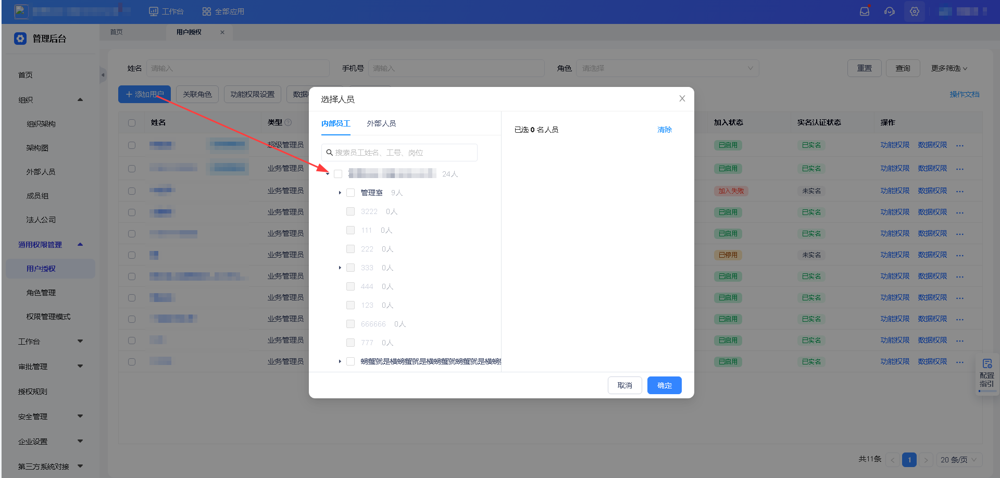 工作台 全部应用
管理后台
首页 用户授权
首页
组织
组织架构
架构图
外部人员
成员组
法人公司
通用权限管理
用户授权
角色管理
权限管理模式
工作台
审批管理
授权规则
安全管理
企业设置
第三方系统对接
姓名 请输入 手机号 请输入 角色 请选择 重置 查询 更多筛选
添加用户 关联角色 功能权限设置 操作文档
姓名 类型 加入状态 实名认证状态 操作
超级管理员 已启用 已实名 功能权限 数据权限 ...
业务管理员 已启用 已实名 功能权限 数据权限 ...
业务管理员 加入失败 未实名 功能权限 数据权限 ...
业务管理员 已启用 已实名 功能权限 数据权限 ...
业务管理员 已启用 已实名 功能权限 数据权限 ...
业务管理员 已停用 未实名 功能权限 数据权限 ...
业务管理员 已启用 已实名 功能权限 数据权限 ...
业务管理员 已启用 已实名 功能权限 数据权限 ...
业务管理员 已启用 已实名 功能权限 数据权限 ...
业务管理员 已启用 已实名 功能权限 数据权限 ...
业务管理员 已启用 已实名 功能权限 数据权限 ...
共11条 < 1 > 20 条/页
配置
指引
选择人员
内部员工 外部人员
搜索员工姓名、工号、岗位
24人
管理室 9人
3222 0人
111 0人
222 0人
333 0人
444 0人
123 0人
666666 0人
777 0人
螃蟹就是横螃蟹就是横螃蟹就螃蟹就是横
已选 0 名人员 清除
取消 确定